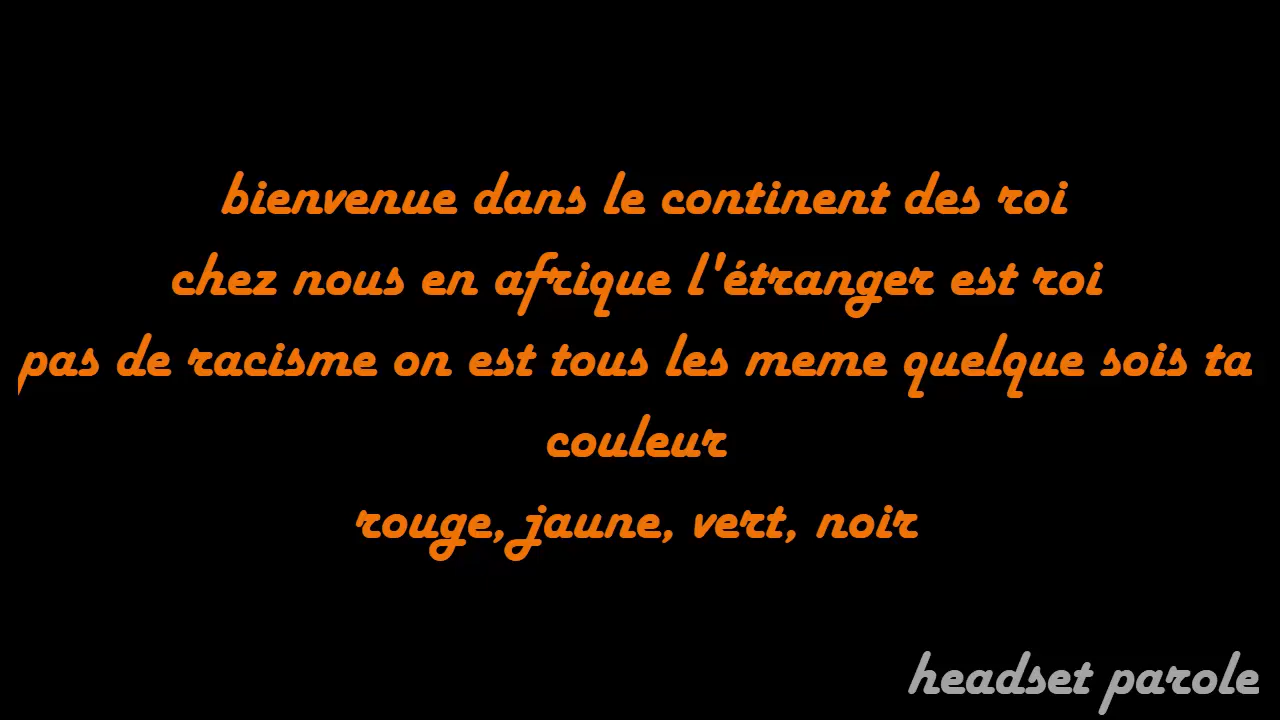 bienvenue dans le continent des roi
chez nous en afrique l'étranger est roi
pas de racisme on est tous les meme quelque sois ta
couleur
rouge, jaune, vert, noir
headset parole